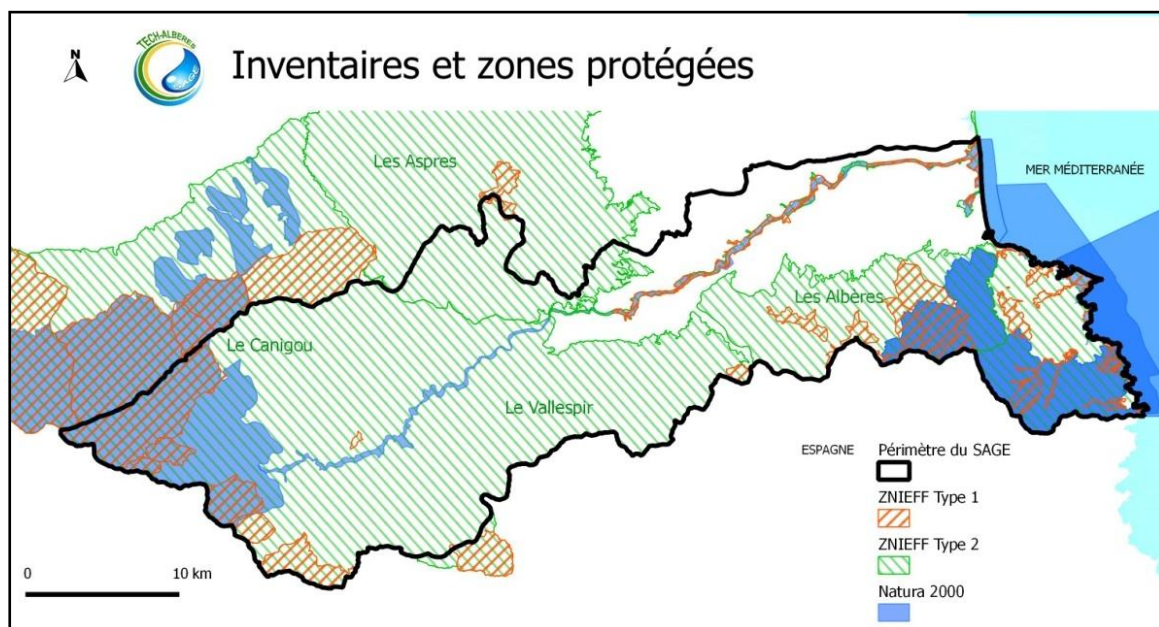 N
TECH-ALBERES
SAGE
Inventaires et zones protégées
Les Aspres
MER MÉDITERRANÉE
Les Albères
Le Canigou
Le Vallespir
ESPAGNE
Périmètre du SAGE
ZNIEFF Type 1
ZNIEFF Type 2
Natura 2000
0 10 km